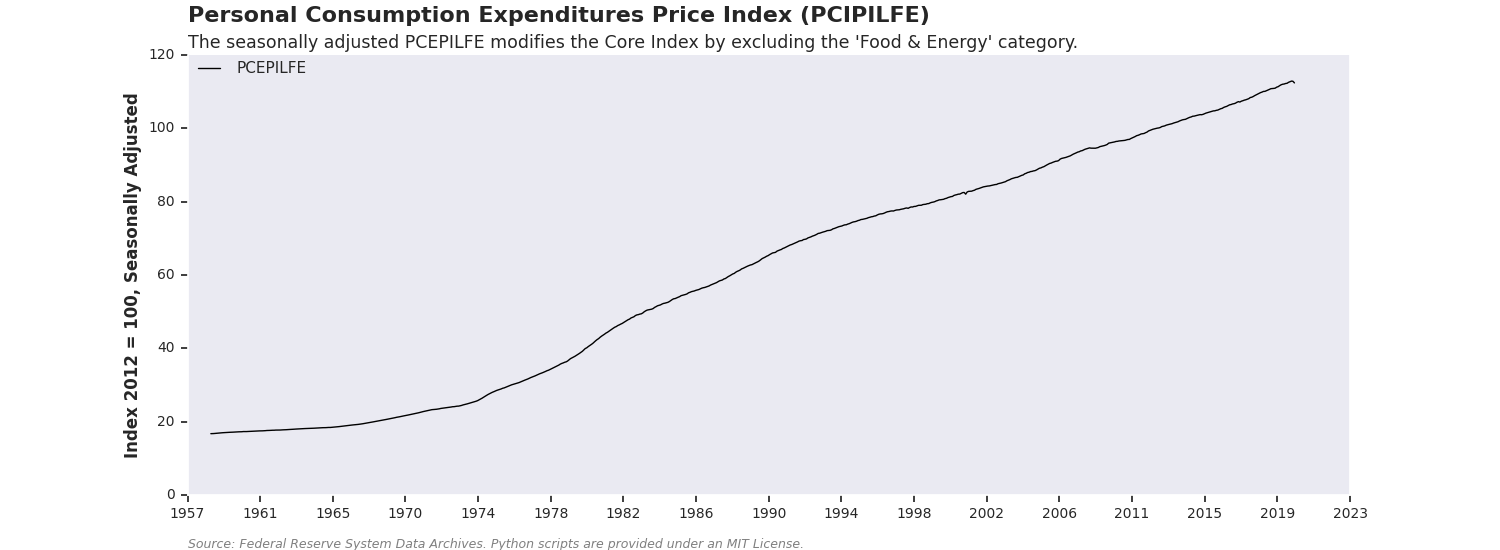 Personal Consumption Expenditures Price Index (PCIPILFE)
The seasonally adjusted PCEPILFE modifies the Core Index by excluding the 'Food & Energy' category.
PCEPILFE
Index 2012 = 100, Seasonally Adjusted
120
100
80
60
40
20
0
1957 1961 1965 1970 1974 1978 1982 1986 1990 1994 1998 2002 2006 2011 2015 2019 2023
Source: Federal Reserve System Data Archives. Python scripts are provided under an MIT License.